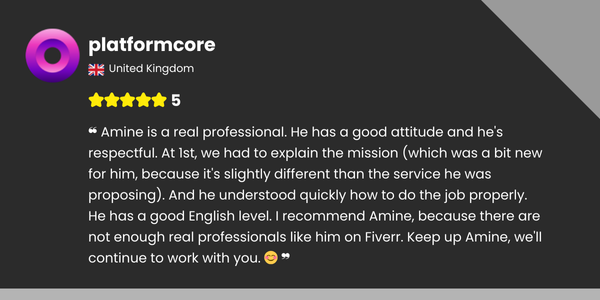 platformcore
United Kingdom
5
❝ Amine is a real professional. He has a good attitude and he's
respectful. At 1st, we had to explain the mission (which was a bit new
for him, because it's slightly different than the service he was
proposing). And he understood quickly how to do the job properly.
He has a good English level. I recommend Amine, because there are
not enough real professionals like him on Fiverr. Keep up Amine, we'll
continue to work with you. 😊 ❞